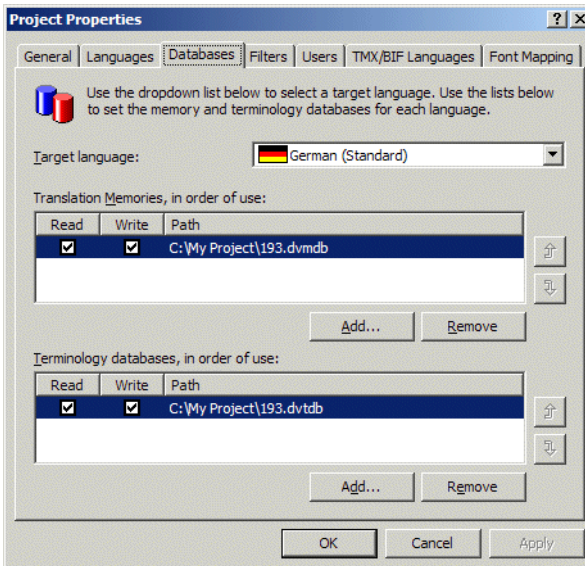 Project Properties
General Languages Databases Filters Users TMX/BIF Languages Font Mapping
Use the dropdown list below to select a target language. Use the lists below
to set the memory and terminology databases for each language.
Target language: German (Standard)
Translation Memories, in order of use:
Read Write Path
C:\My Project\193.dvmdb
Add... Remove
Terminology databases, in order of use:
Read Write Path
C:\My Project\193.dvtdb
Add... Remove
OK Cancel Apply